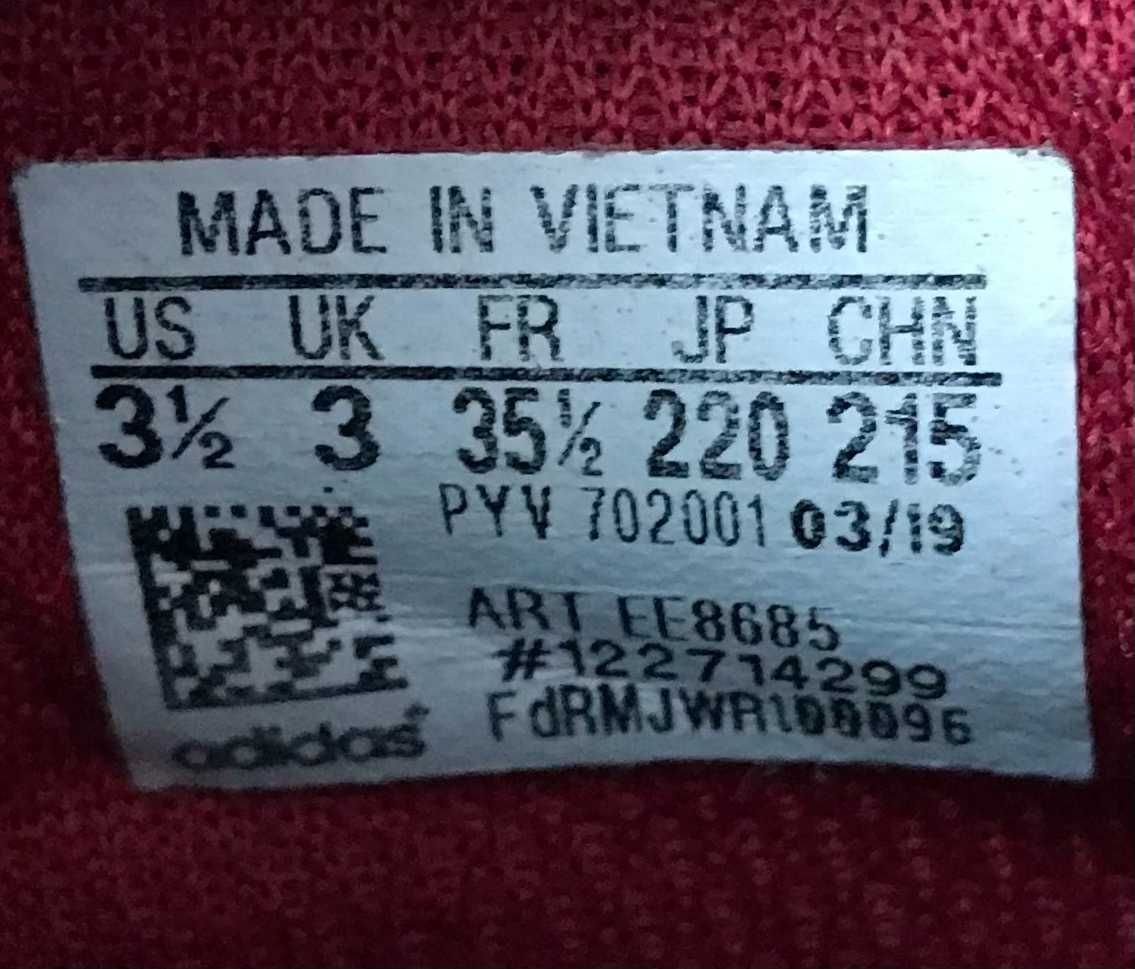 MADE IN VIETNAM
US UK FR JP CHN
3½ 3 35½ 220 215
PYV 702001 03/19
ART EE8685
#122714299
FdRMJWR100096
adidas